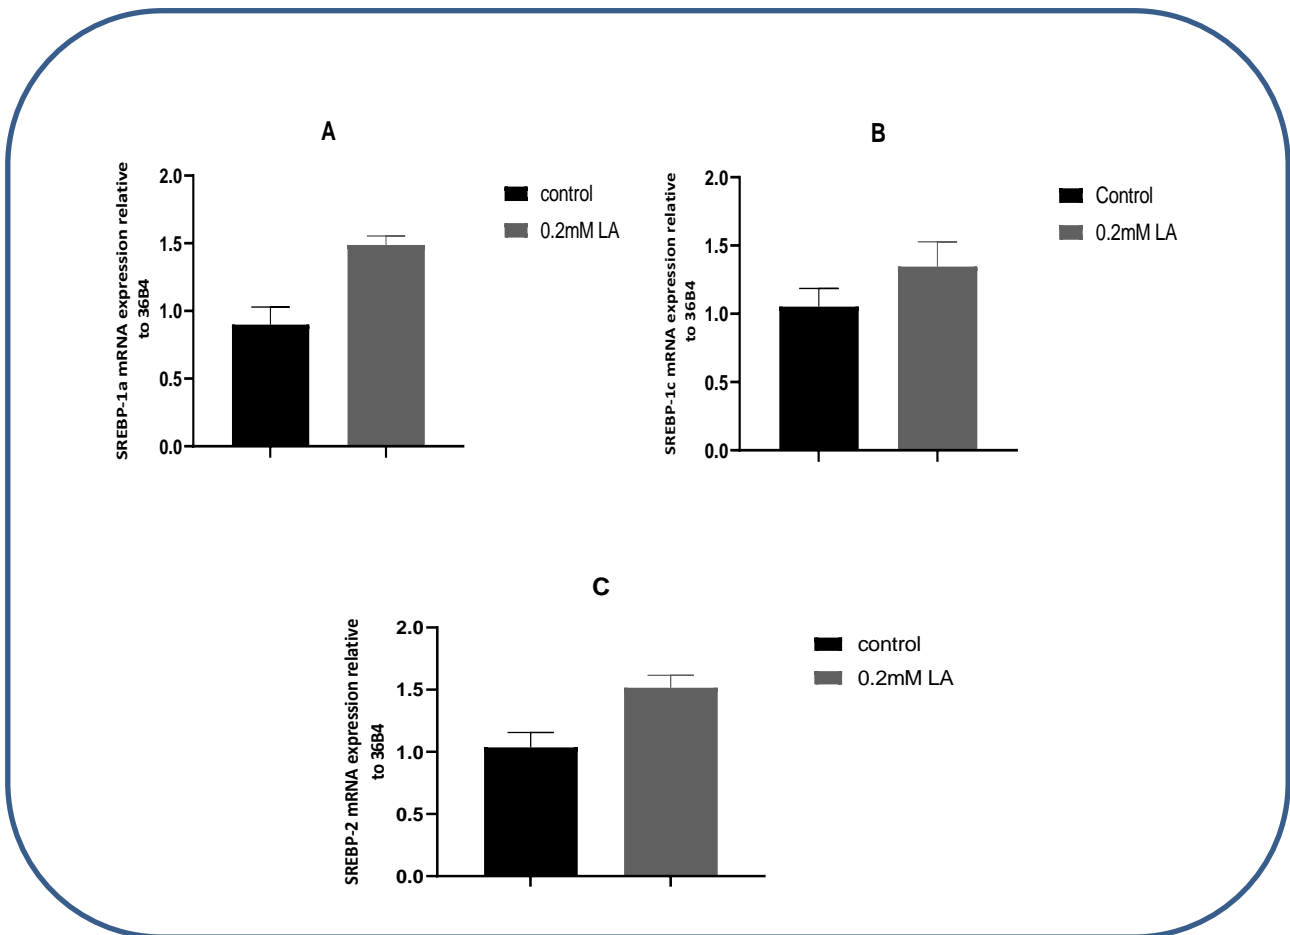 A
SREBP-1a mRNA expression relative
to 36B4
2.0
1.5
1.0
0.5
0.0
control
0.2mM LA
B
SREBP-1c mRNA expression relative
to 36B4
2.0
1.5
1.0
0.5
0.0
Control
0.2mM LA
C
SREBP-2 mRNA expression relative
to 36B4
2.0
1.5
1.0
0.5
0.0
control
0.2mM LA